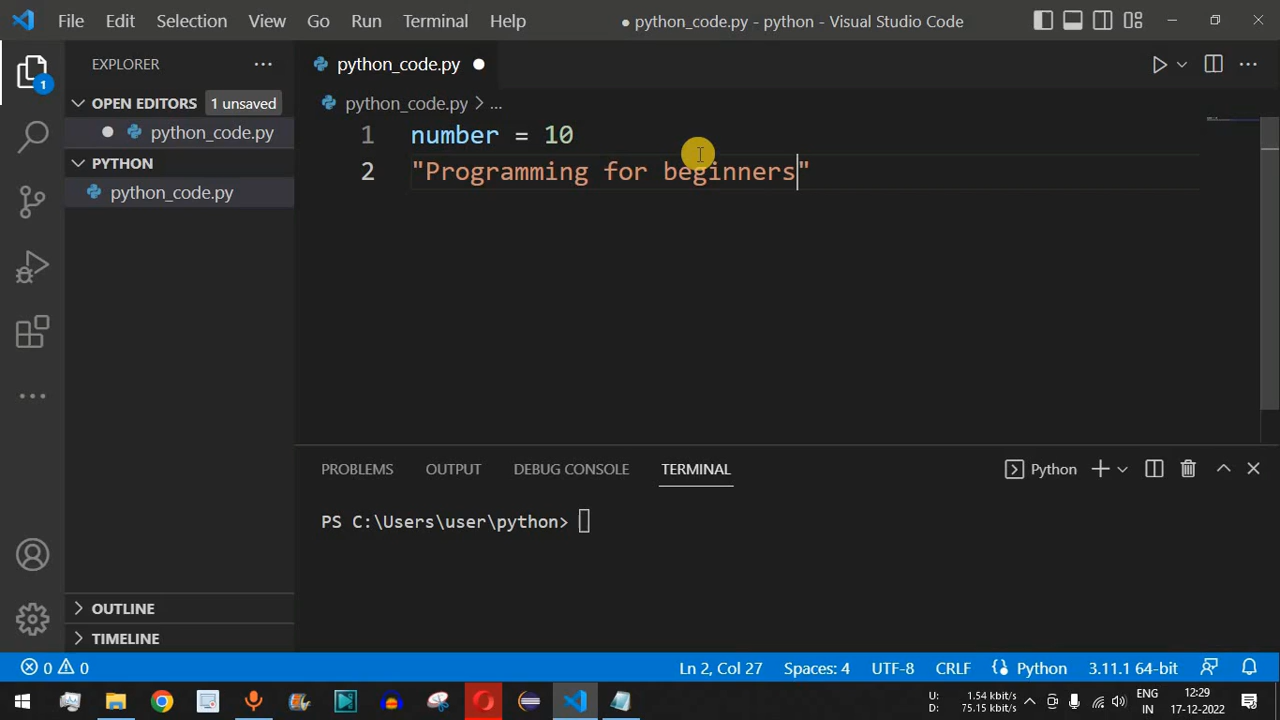 File Edit Selection View Go Run Terminal Help ● python_code.py - python - Visual Studio Code
EXPLORER ...
python_code.py ●
OPEN EDITORS 1 unsaved
python_code.py > ...
● python_code.py
1 number = 10
PYTHON
2 "Programming for beginners"
python_code.py
1
PROBLEMS OUTPUT DEBUG CONSOLE TERMINAL Python
PS C:\Users\user\python>
OUTLINE
TIMELINE
0 0 Ln 2, Col 27 Spaces: 4 UTF-8 CRLF Python 3.11.1 64-bit
U: 1.54 kbit/s
D: 75.15 kbit/s
ENG
IN
12:29
17-12-2022